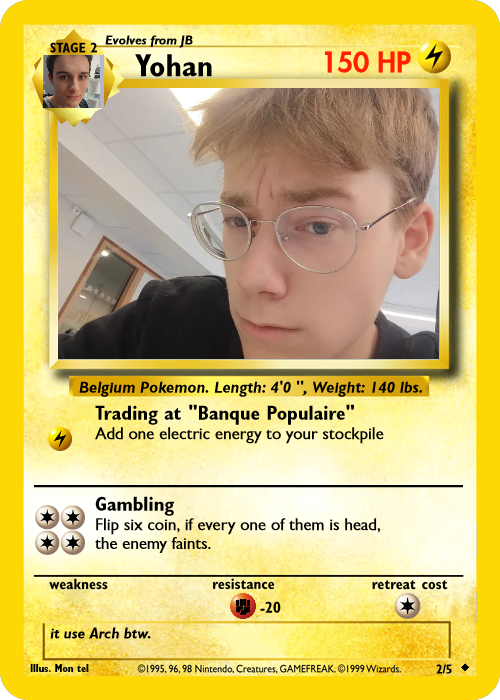 STAGE 2
Evolves from JB
Yohan
150 HP
Belgium Pokemon. Length: 4'0 ", Weight: 140 lbs.
Trading at "Banque Populaire"
Add one electric energy to your stockpile
Gambling
Flip six coin, if every one of them is head,
the enemy faints.
weakness resistance retreat cost
-20
it use Arch btw.
Illus. Mon tel ©1995, 96, 98 Nintendo, Creatures, GAMEFREAK. ©1999 Wizards. 2/5